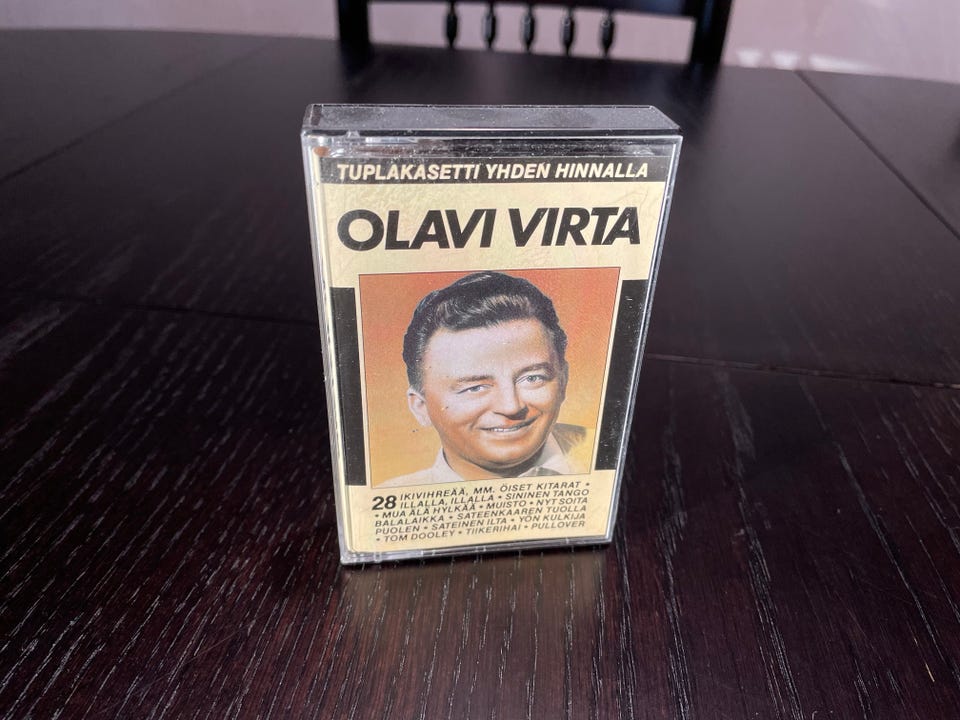 TUPLAKASETTI YHDEN HINNALLA
OLAVI VIRTA
28 IKIVIHREÄÄ, MM. ÖISET KITARAT •
ILLALLA, ILLALLA • SININEN TANGO
• MUA ÄLÄ HYLKÄÄ • MUISTO • NYT SOITA
BALALAIKKA • SATEENKAAREN TUOLLA
PUOLEN • SATEINEN ILTA • YÖN KULKIJA
• TOM DOOLEY • TIIKERIHAI • PULLOVER